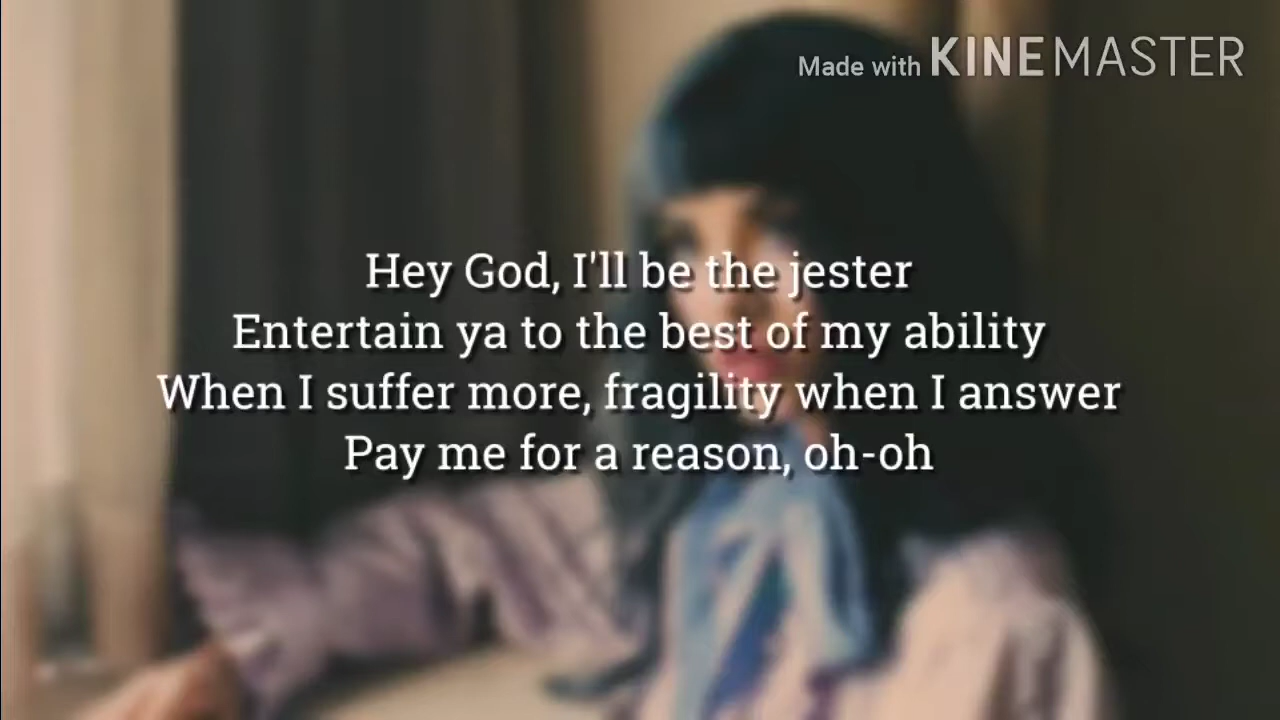 Made with KINEMASTER
Hey God, I'll be the jester
Entertain ya to the best of my ability
When I suffer more, fragility when I answer
Pay me for a reason, oh-oh